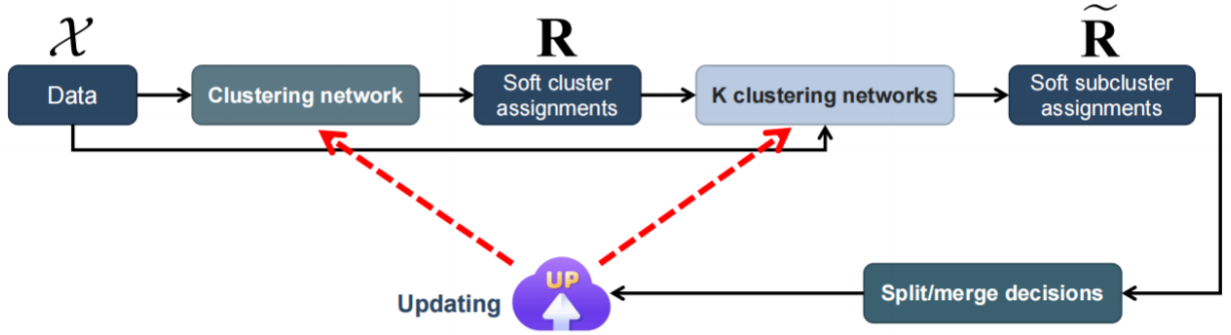 𝒳
R
R̃
Data
Clustering network
Soft cluster
assignments
K clustering networks
Soft subcluster
assignments
UP
Updating
Split/merge decisions